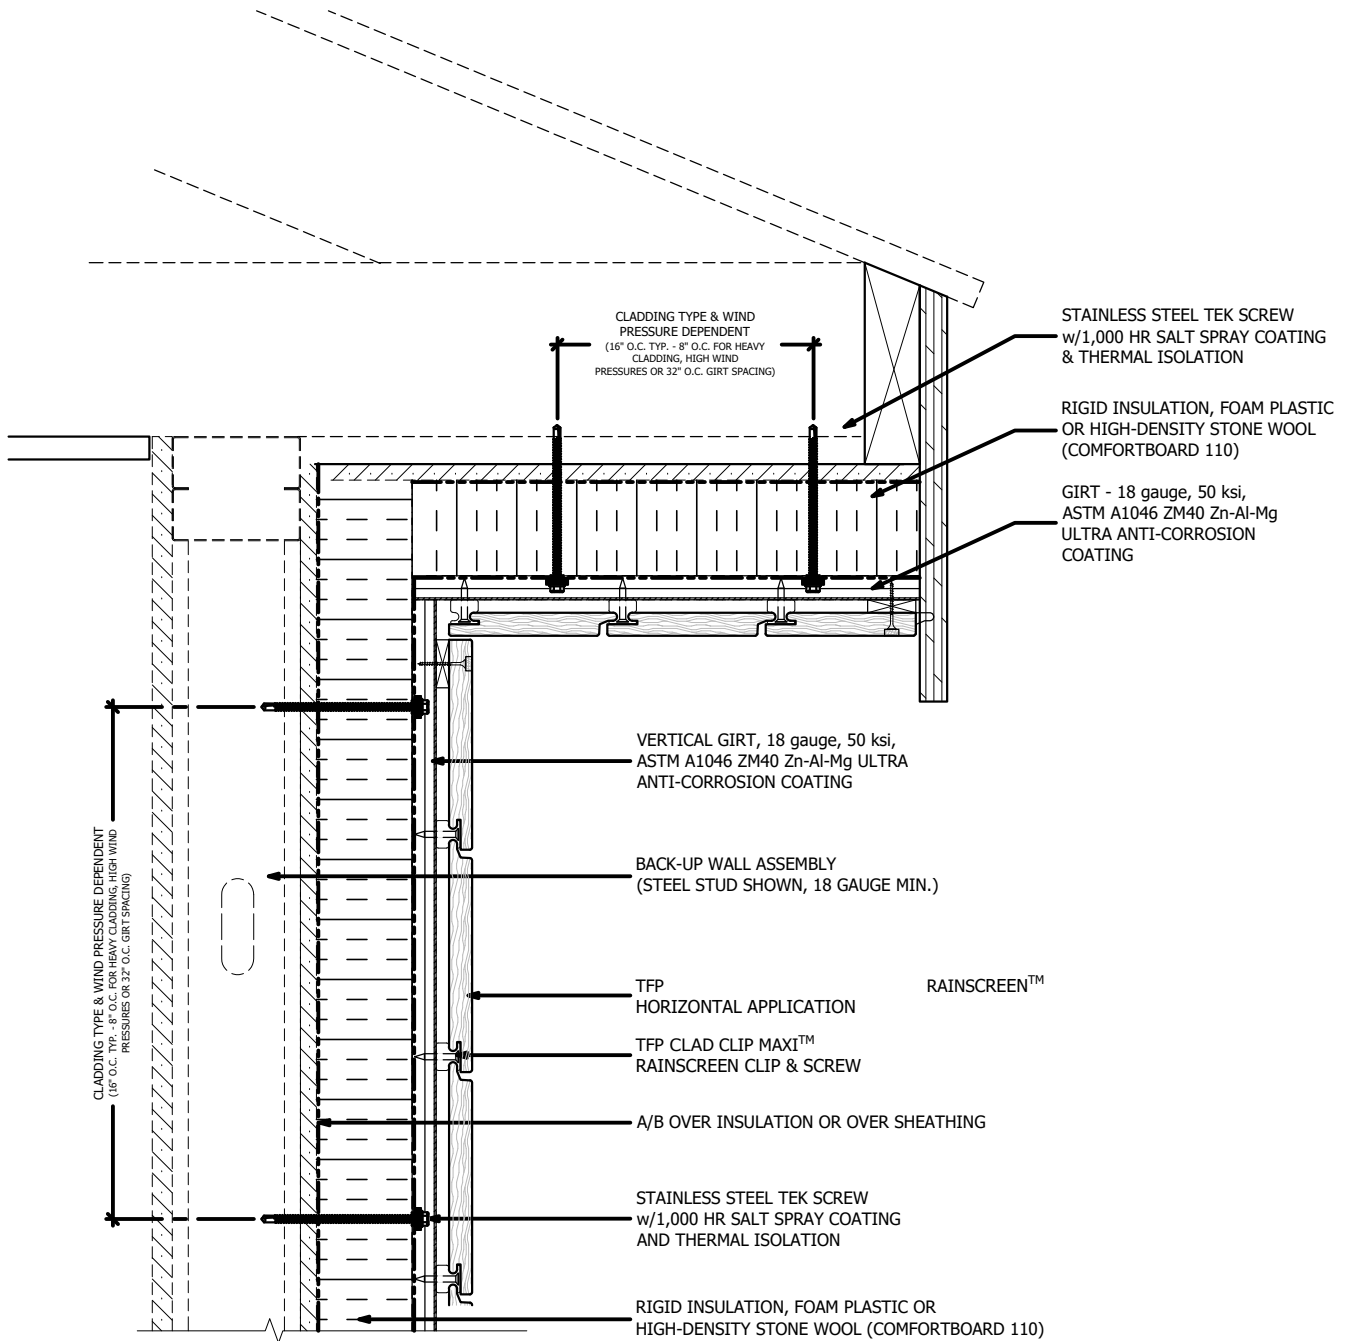 CLADDING TYPE & WIND
PRESSURE DEPENDENT
(16" O.C. TYP. - 8" O.C. FOR HEAVY
CLADDING, HIGH WIND
PRESSURES OR 32" O.C. GIRT SPACING)
STAINLESS STEEL TEK SCREW
w/1,000 HR SALT SPRAY COATING
& THERMAL ISOLATION
RIGID INSULATION, FOAM PLASTIC
OR HIGH-DENSITY STONE WOOL
(COMFORTBOARD 110)
GIRT - 18 gauge, 50 ksi,
ASTM A1046 ZM40 Zn-Al-Mg
ULTRA ANTI-CORROSION
COATING
VERTICAL GIRT, 18 gauge, 50 ksi,
ASTM A1046 ZM40 Zn-Al-Mg ULTRA
ANTI-CORROSION COATING
CLADDING TYPE & WIND PRESSURE DEPENDENT
(16" O.C. TYP. - 8" O.C. FOR HEAVY CLADDING, HIGH WIND
PRESSURES OR 32" O.C. GIRT SPACING)
BACK-UP WALL ASSEMBLY
(STEEL STUD SHOWN, 18 GAUGE MIN.)
TFP RAINSCREEN™
HORIZONTAL APPLICATION
TFP CLAD CLIP MAXI™
RAINSCREEN CLIP & SCREW
A/B OVER INSULATION OR OVER SHEATHING
STAINLESS STEEL TEK SCREW
w/1,000 HR SALT SPRAY COATING
AND THERMAL ISOLATION
RIGID INSULATION, FOAM PLASTIC OR
HIGH-DENSITY STONE WOOL (COMFORTBOARD 110)